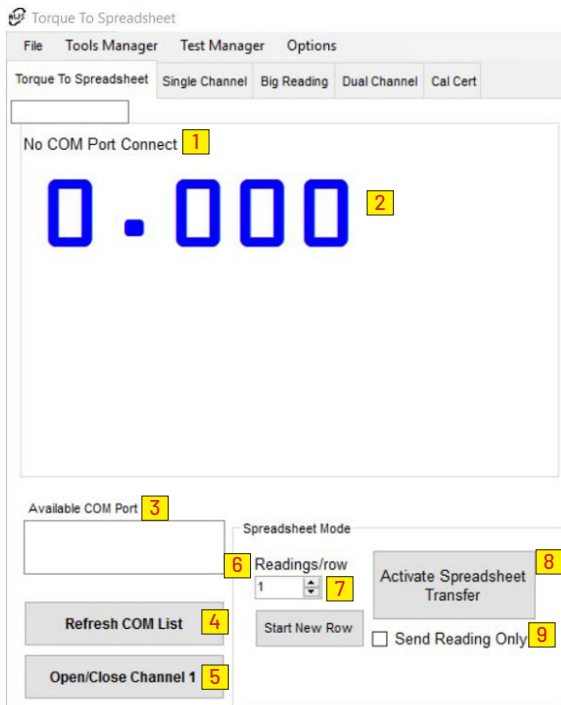 Torque To Spreadsheet
File Tools Manager Test Manager Options
Torque To Spreadsheet Single Channel Big Reading Dual Channel Cal Cert
No COM Port Connect 1
0.000 2
Available COM Port 3
Spreadsheet Mode
6 Readings/row
1 7
Activate Spreadsheet 8
Transfer
Refresh COM List 4
Start New Row
Send Reading Only 9
Open/Close Channel 1 5